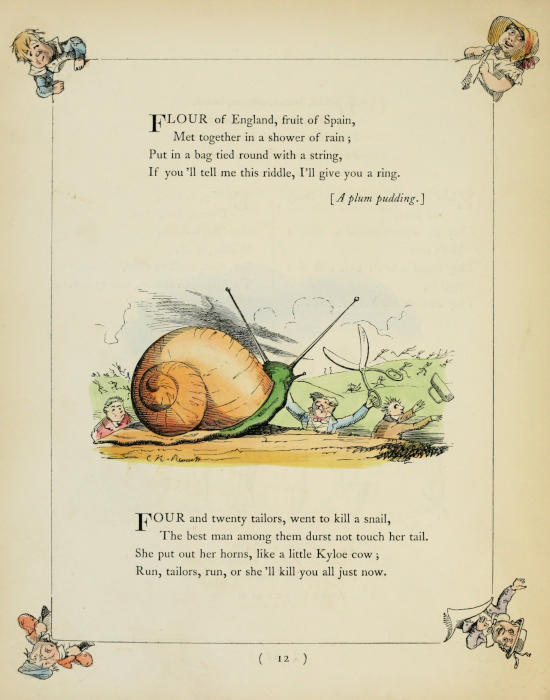 FLOUR of England, fruit of Spain,
Met together in a shower of rain;
Put in a bag tied round with a string,
If you'll tell me this riddle, I'll give you a ring.
[A plum pudding.]
FOUR and twenty tailors, went to kill a snail,
The best man among them durst not touch her tail.
She put out her horns, like a little Kyloe cow;
Run, tailors, run, or she'll kill you all just now.
( 12 )